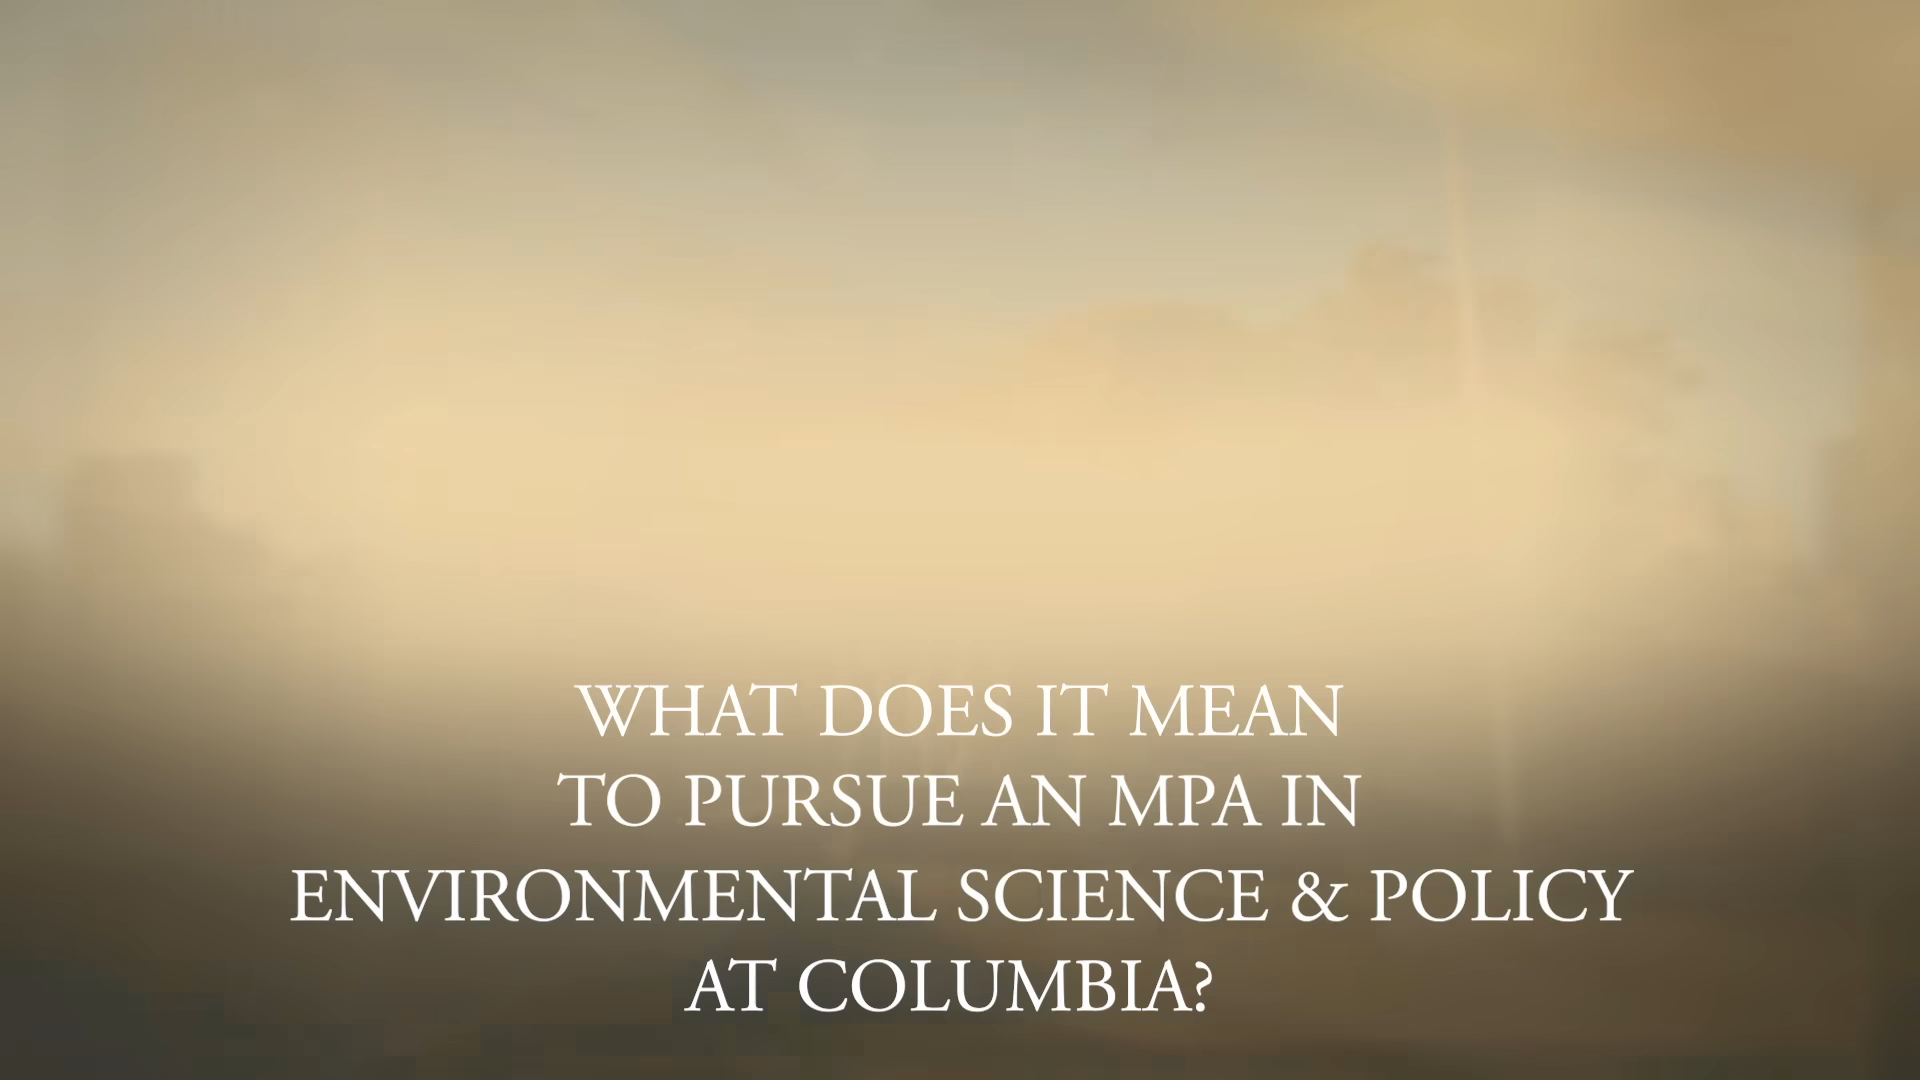 WHAT DOES IT MEAN
TO PURSUE AN MPA IN
ENVIRONMENTAL SCIENCE & POLICY
AT COLUMBIA?